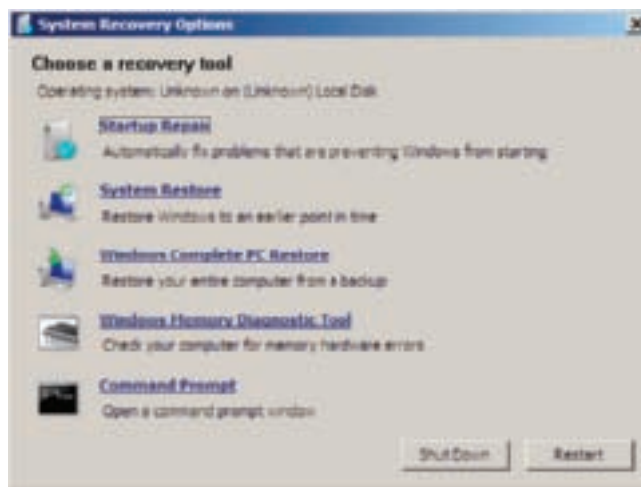 System Recovery Options
Choose a recovery tool
Operating system: Unknown on (Unknown) Local Disk
Startup Repair
Automatically fix problems that are preventing Windows from starting
System Restore
Restore Windows to an earlier point in time
Windows Complete PC Restore
Restore your entire computer from a backup
Windows Memory Diagnostic Tool
Check your computer for memory hardware errors
Command Prompt
Open a command prompt window
Shut Down
Restart